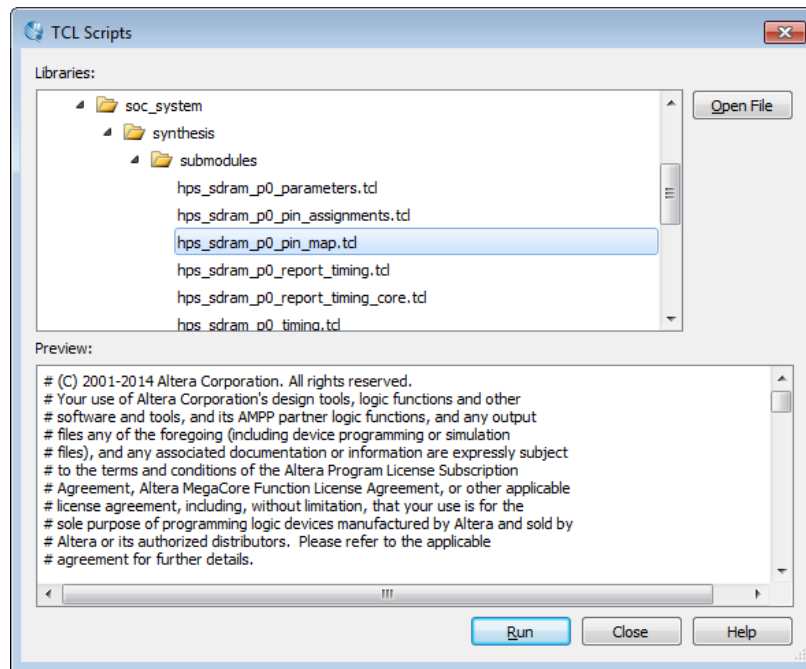 TCL Scripts
Libraries:
soc_system
Open File
synthesis
submodules
hps_sdram_p0_parameters.tcl
hps_sdram_p0_pin_assignments.tcl
hps_sdram_p0_pin_map.tcl
hps_sdram_p0_report_timing.tcl
hps_sdram_p0_report_timing_core.tcl
hps_sdram_p0_timing.tcl
Preview:
# (C) 2001-2014 Altera Corporation. All rights reserved.
# Your use of Altera Corporation's design tools, logic functions and other
# software and tools, and its AMPP partner logic functions, and any output
# files any of the foregoing (including device programming or simulation
# files), and any associated documentation or information are expressly subject
# to the terms and conditions of the Altera Program License Subscription
# Agreement, Altera MegaCore Function License Agreement, or other applicable
# license agreement, including, without limitation, that your use is for the
# sole purpose of programming logic devices manufactured by Altera and sold by
# Altera or its authorized distributors.  Please refer to the applicable
# agreement for further details.
Run
Close
Help